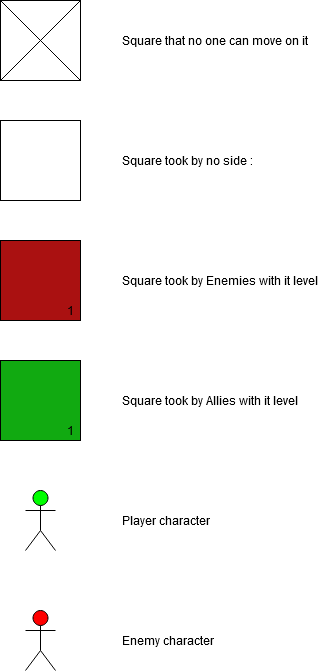 Square that no one can move on it
Square took by no side :
Square took by Enemies with it level
1
Square took by Allies with it level
1
Player character
Enemy character